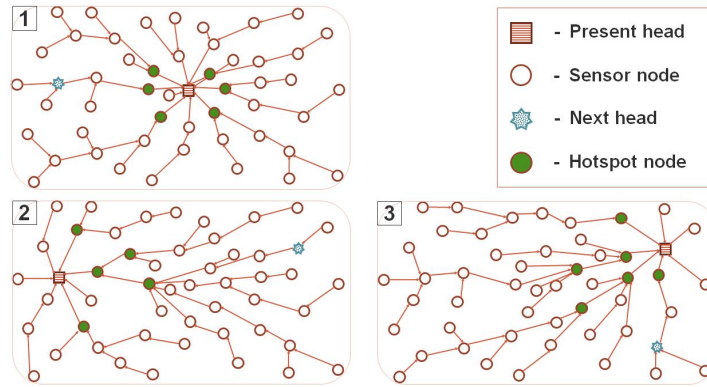 1
- Present head
- Sensor node
- Next head
- Hotspot node
2
3